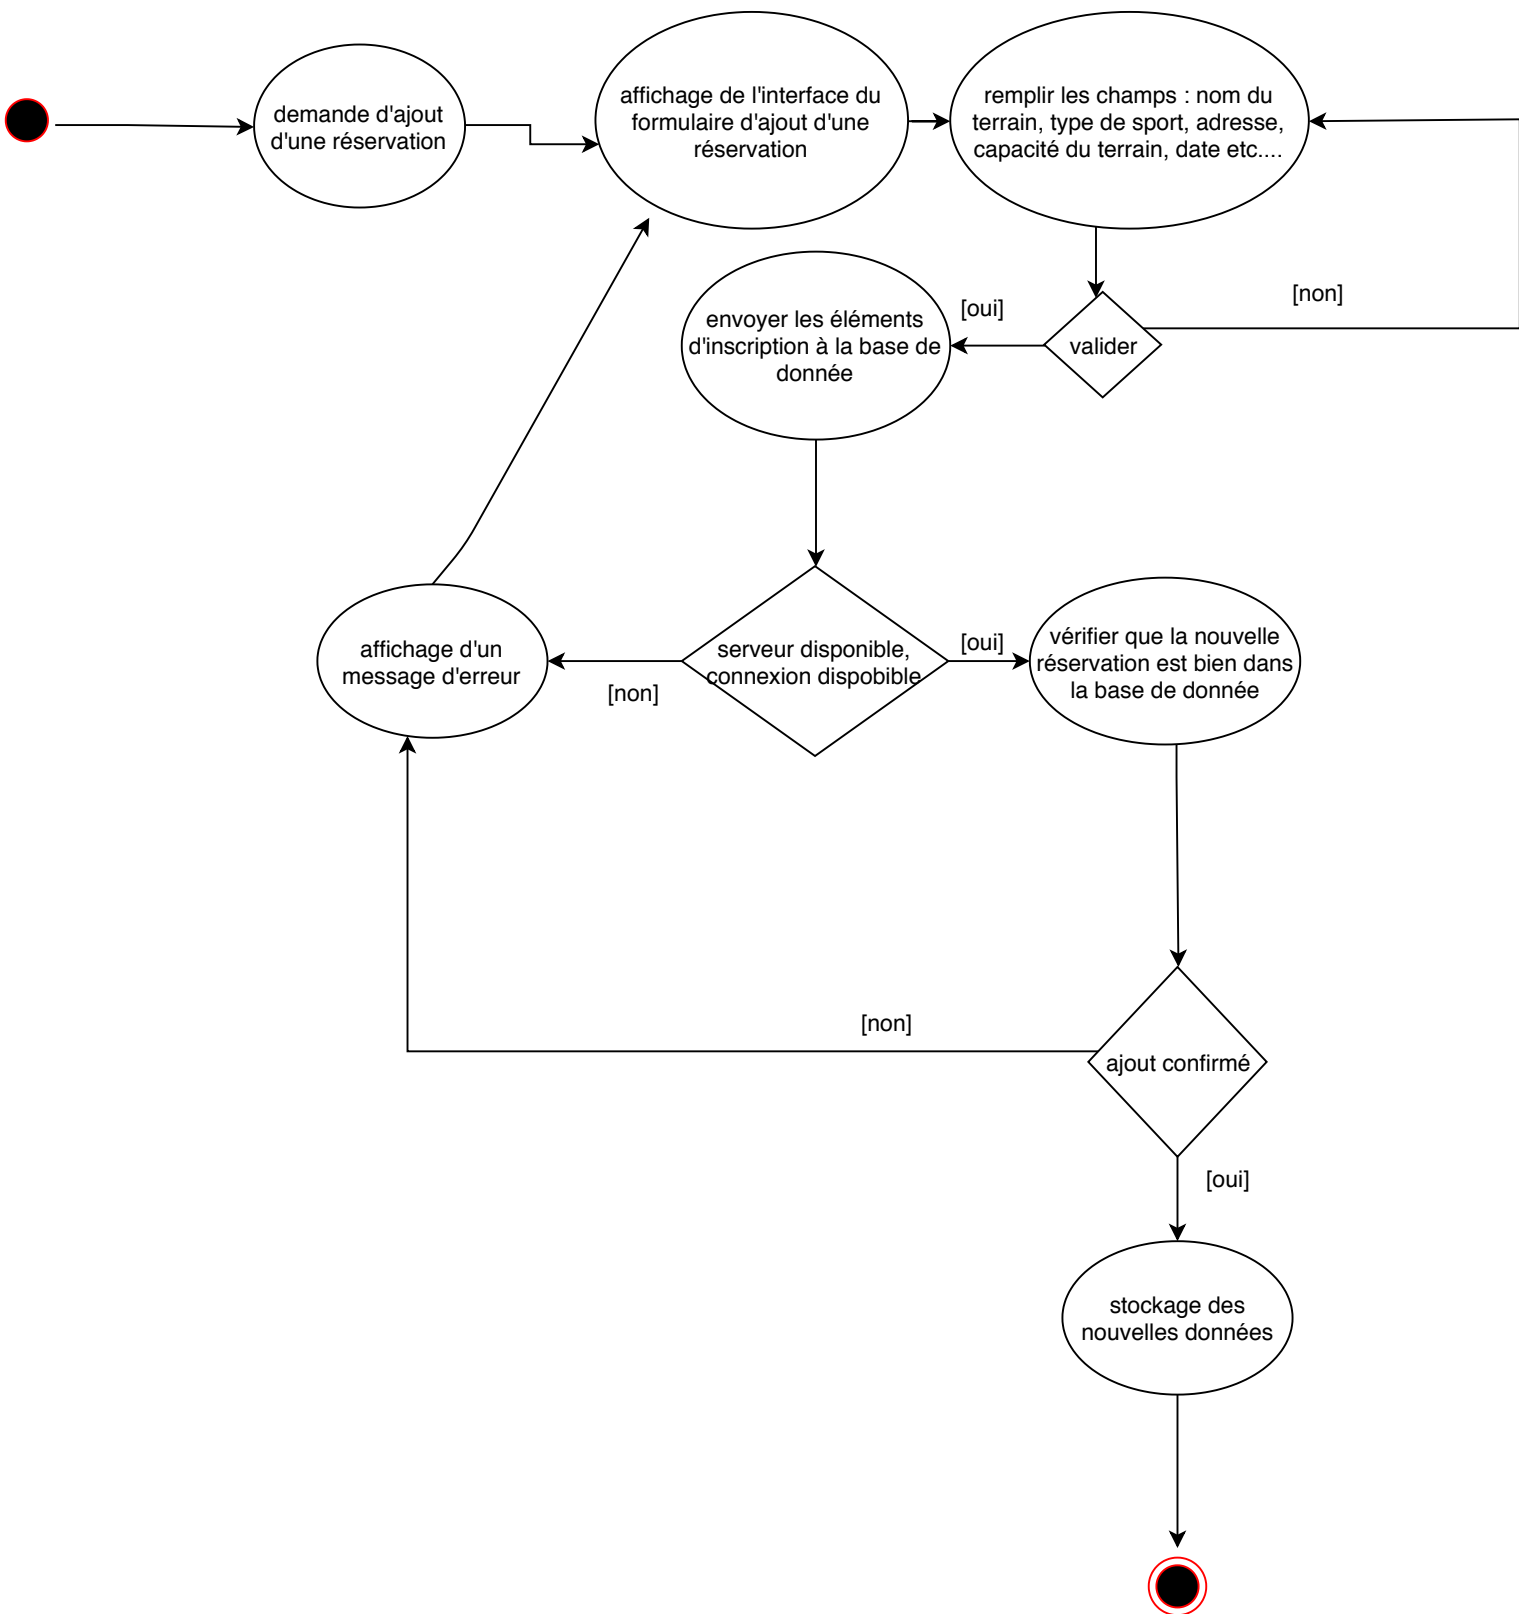 demande d'ajout
d'une réservation
affichage de l'interface du
formulaire d'ajout d'une
réservation
remplir les champs : nom du
terrain, type de sport, adresse,
capacité du terrain, date etc....
[non]
[oui]
valider
envoyer les éléments
d'inscription à la base de
donnée
affichage d'un
message d'erreur
[non]
serveur disponible,
connexion dispobible
[oui]
vérifier que la nouvelle
réservation est bien dans
la base de donnée
[non]
ajout confirmé
[oui]
stockage des
nouvelles données